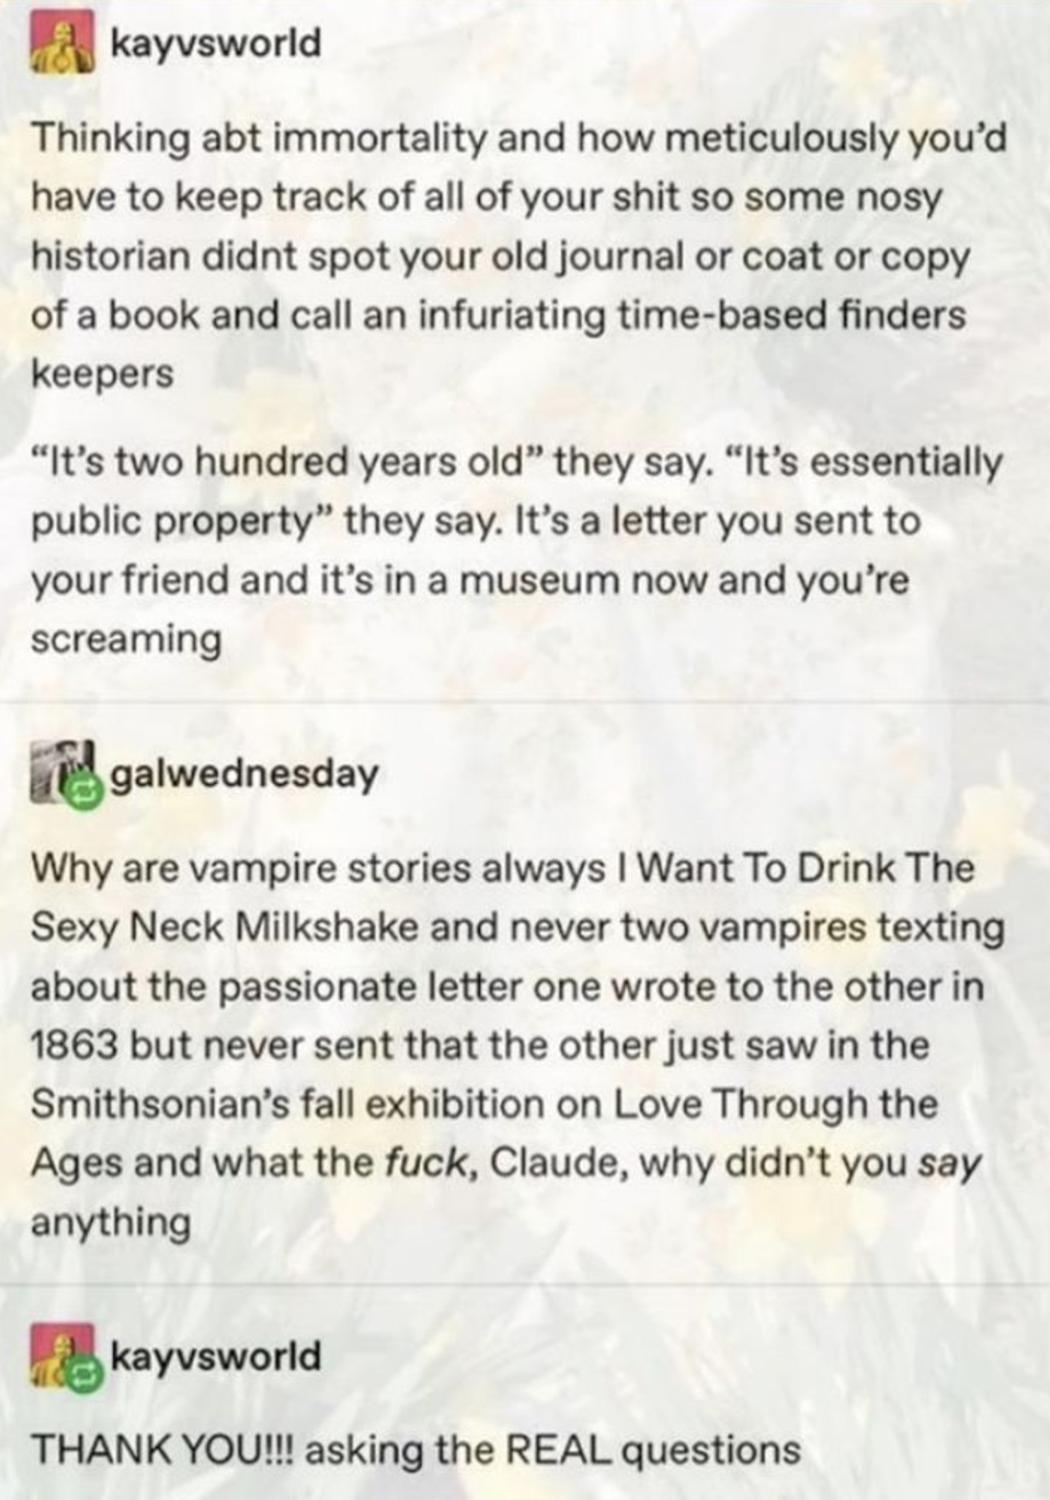 kayvsworld
Thinking abt immortality and how meticulously you’d
have to keep track of all of your shit so some nosy
historian didnt spot your old journal or coat or copy
of a book and call an infuriating time-based finders
keepers
“It’s two hundred years old” they say. “It’s essentially
public property” they say. It’s a letter you sent to
your friend and it’s in a museum now and you’re
screaming
galwednesday
Why are vampire stories always I Want To Drink The
Sexy Neck Milkshake and never two vampires texting
about the passionate letter one wrote to the other in
1863 but never sent that the other just saw in the
Smithsonian’s fall exhibition on Love Through the
Ages and what the fuck, Claude, why didn’t you say
anything
kayvsworld
THANK YOU!!! asking the REAL questions